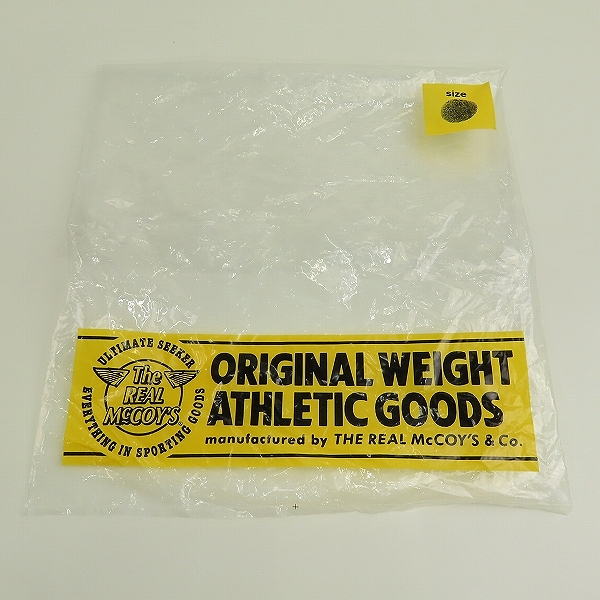 size
ULTIMATE SEEKER
The
REAL
McCOY'S
EVERYTHING IN SPORTING GOODS
ORIGINAL WEIGHT
ATHLETIC GOODS
manufactured by THE REAL McCOY'S & Co.